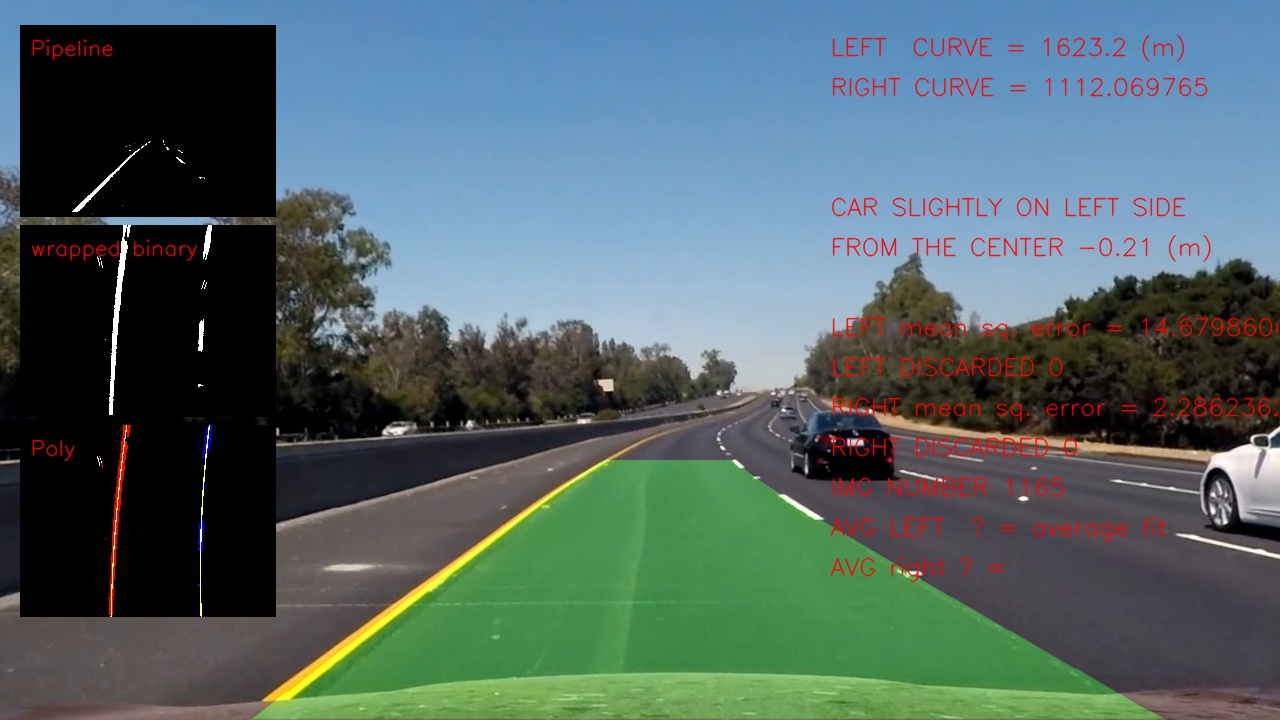 Pipeline
wrapped binary
Poly
LEFT CURVE = 1623.2 (m)
RIGHT CURVE = 1112.069765
CAR SLIGHTLY ON LEFT SIDE
FROM THE CENTER -0.21 (m)
LEFT mean sq. error = 14.679860
LEFT DISCARDED 0
RIGHT mean sq. error = 2.286236
RIGHT DISCARDED 0
IMG NUMBER 1165
AVG LEFT ? = average fit
AVG right ? =